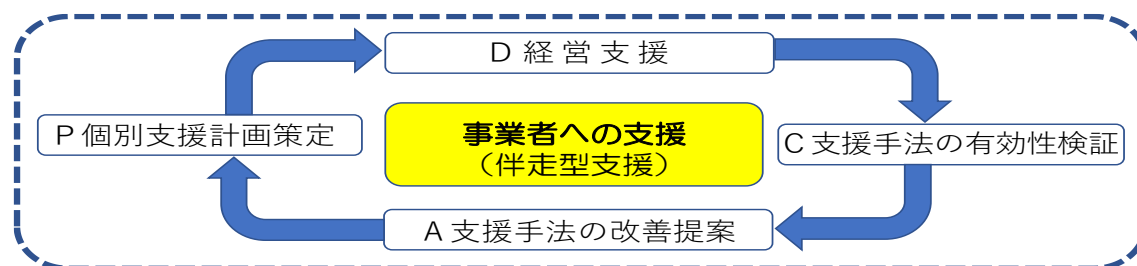 D 経営支援
P 個別支援計画策定
事業者への支援
（伴走型支援）
C 支援手法の有効性検証
A 支援手法の改善提案